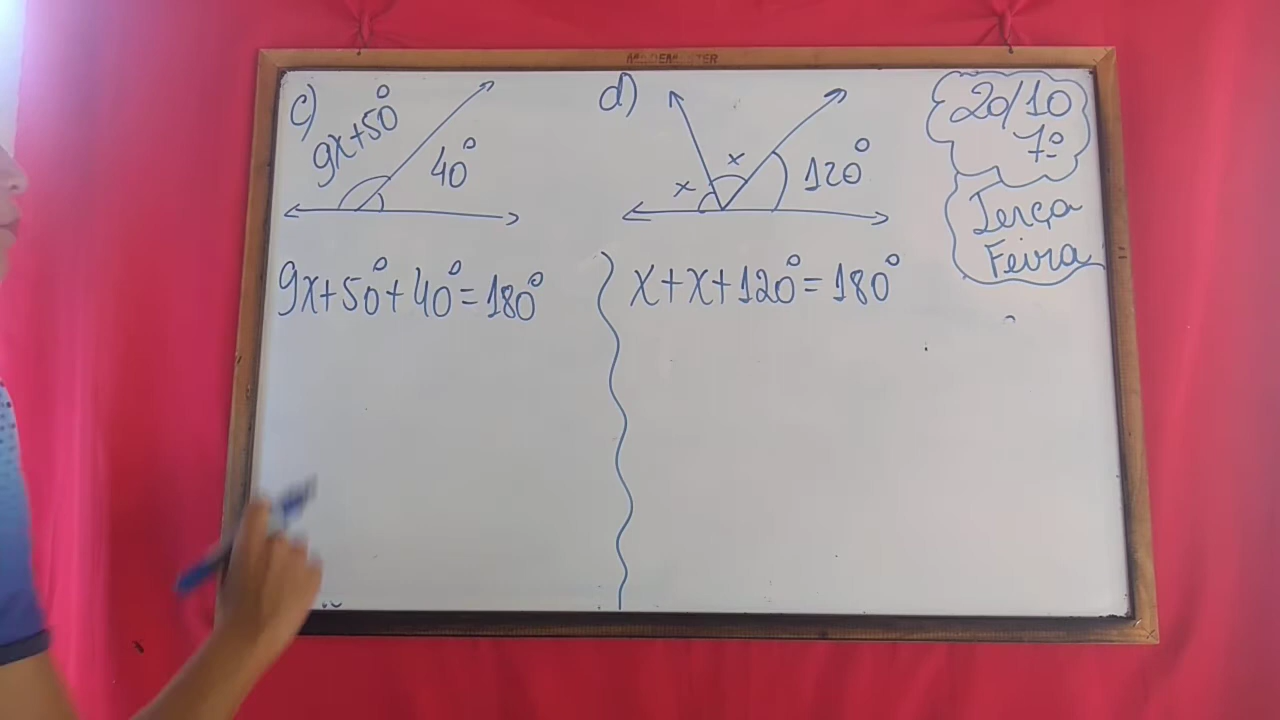 c)
9x+50°
40°
9x+50°+40°=180°
d)
x
x
120°
x+x+120°=180°
20/10
7º
Terça
Feira